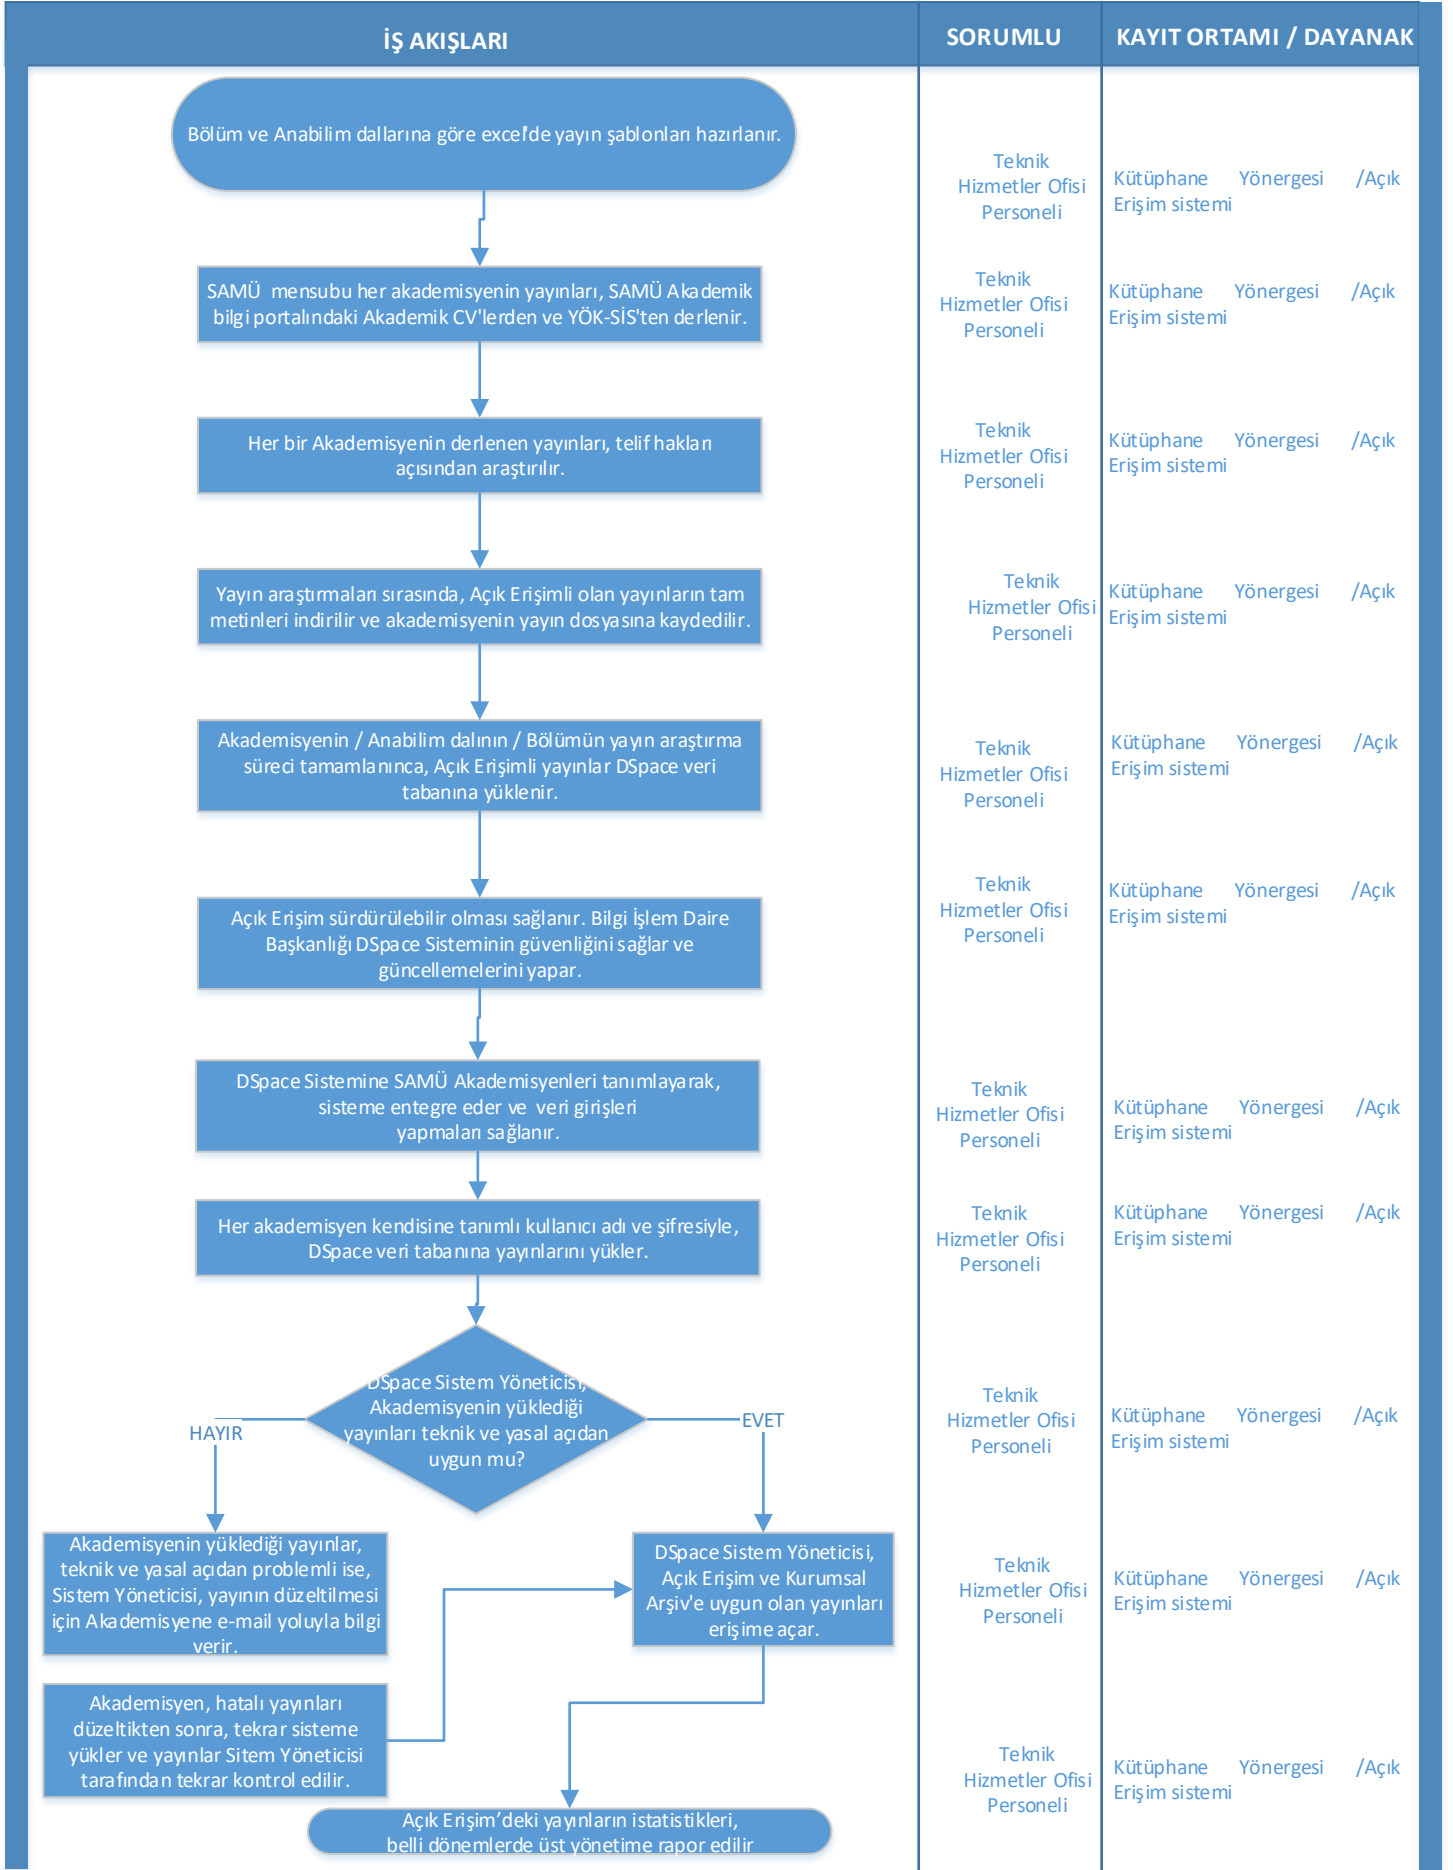 İŞ AKIŞLARI
SORUMLU
KAYIT ORTAMI / DAYANAK
Bölüm ve Anabilim dallarına göre excel'de yayın şablonları hazırlanır.
Teknik
Hizmetler Ofisi
Personeli
Kütüphane Yönergesi /Açık
Erişim sistemi
SAMÜ mensubu her akademisyenin yayınları, SAMÜ Akademik
bilgi portalındaki Akademik CV'lerden ve YÖK-SİS'ten derlenir.
Teknik
Hizmetler Ofisi
Personeli
Kütüphane Yönergesi /Açık
Erişim sistemi
Her bir Akademisyenin derlenen yayınları, telif hakları
açısından araştırılır.
Teknik
Hizmetler Ofisi
Personeli
Kütüphane Yönergesi /Açık
Erişim sistemi
Yayın araştırmaları sırasında, Açık Erişimli olan yayınların tam
metinleri indirilir ve akademisyenin yayın dosyasına kaydedilir.
Teknik
Hizmetler Ofisi
Personeli
Kütüphane Yönergesi /Açık
Erişim sistemi
Akademisyenin / Anabilim dalının / Bölümün yayın araştırma
süreci tamamlanınca, Açık Erişimli yayınlar DSpace veri
tabanına yüklenir.
Teknik
Hizmetler Ofisi
Personeli
Kütüphane Yönergesi /Açık
Erişim sistemi
Açık Erişim sürdürülebilir olması sağlanır. Bilgi İşlem Daire
Başkanlığı DSpace Sisteminin güvenliğini sağlar ve
güncellemelerini yapar.
Teknik
Hizmetler Ofisi
Personeli
Kütüphane Yönergesi /Açık
Erişim sistemi
DSpace Sistemine SAMÜ Akademisyenleri tanımlayarak,
sisteme entegre eder ve veri girişleri
yapmaları sağlanır.
Teknik
Hizmetler Ofisi
Personeli
Kütüphane Yönergesi /Açık
Erişim sistemi
Her akademisyen kendisine tanımlı kullanıcı adı ve şifresiyle,
DSpace veri tabanına yayınlarını yükler.
Teknik
Hizmetler Ofisi
Personeli
Kütüphane Yönergesi /Açık
Erişim sistemi
DSpace Sistem Yöneticisi,
Akademisyenin yüklediği
yayınları teknik ve yasal açıdan
uygun mu?
HAYIR
EVET
Teknik
Hizmetler Ofisi
Personeli
Kütüphane Yönergesi /Açık
Erişim sistemi
Akademisyenin yüklediği yayınlar,
teknik ve yasal açıdan problemli ise,
Sistem Yöneticisi, yayının düzeltilmesi
için Akademisyene e-mail yoluyla bilgi
verir.
DSpace Sistem Yöneticisi,
Açık Erişim ve Kurumsal
Arşiv'e uygun olan yayınları
erişime açar.
Teknik
Hizmetler Ofisi
Personeli
Kütüphane Yönergesi /Açık
Erişim sistemi
Akademisyen, hatalı yayınları
düzeltikten sonra, tekrar sisteme
yükler ve yayınlar Sitem Yöneticisi
tarafından tekrar kontrol edilir.
Teknik
Hizmetler Ofisi
Personeli
Kütüphane Yönergesi /Açık
Erişim sistemi
Açık Erişim’deki yayınların istatistikleri,
belli dönemlerde üst yönetime rapor edilir